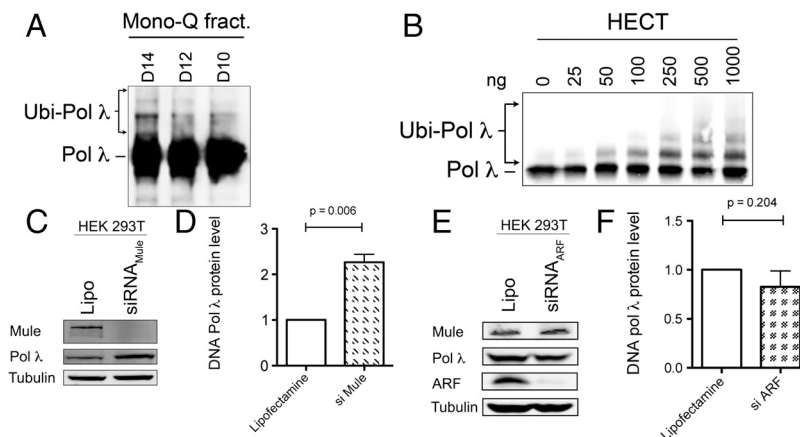 A
Mono-Q fract.
D14 D12 D10
Ubi-Pol λ
Pol λ
B
HECT
ng 0 25 50 100 250 500 1000
Ubi-Pol λ
Pol λ
C
HEK 293T
Lipo siRNAMule
Mule
Pol λ
Tubulin
D
p = 0.006
DNA Pol λ protein level
3
2
1
0
Lipofectamine si Mule
E
HEK 293T
Lipo siRNAARF
Mule
Pol λ
ARF
Tubulin
F
p = 0.204
DNA pol λ protein level
1.5
1.0
0.5
0.0
Lipofectamine si ARF